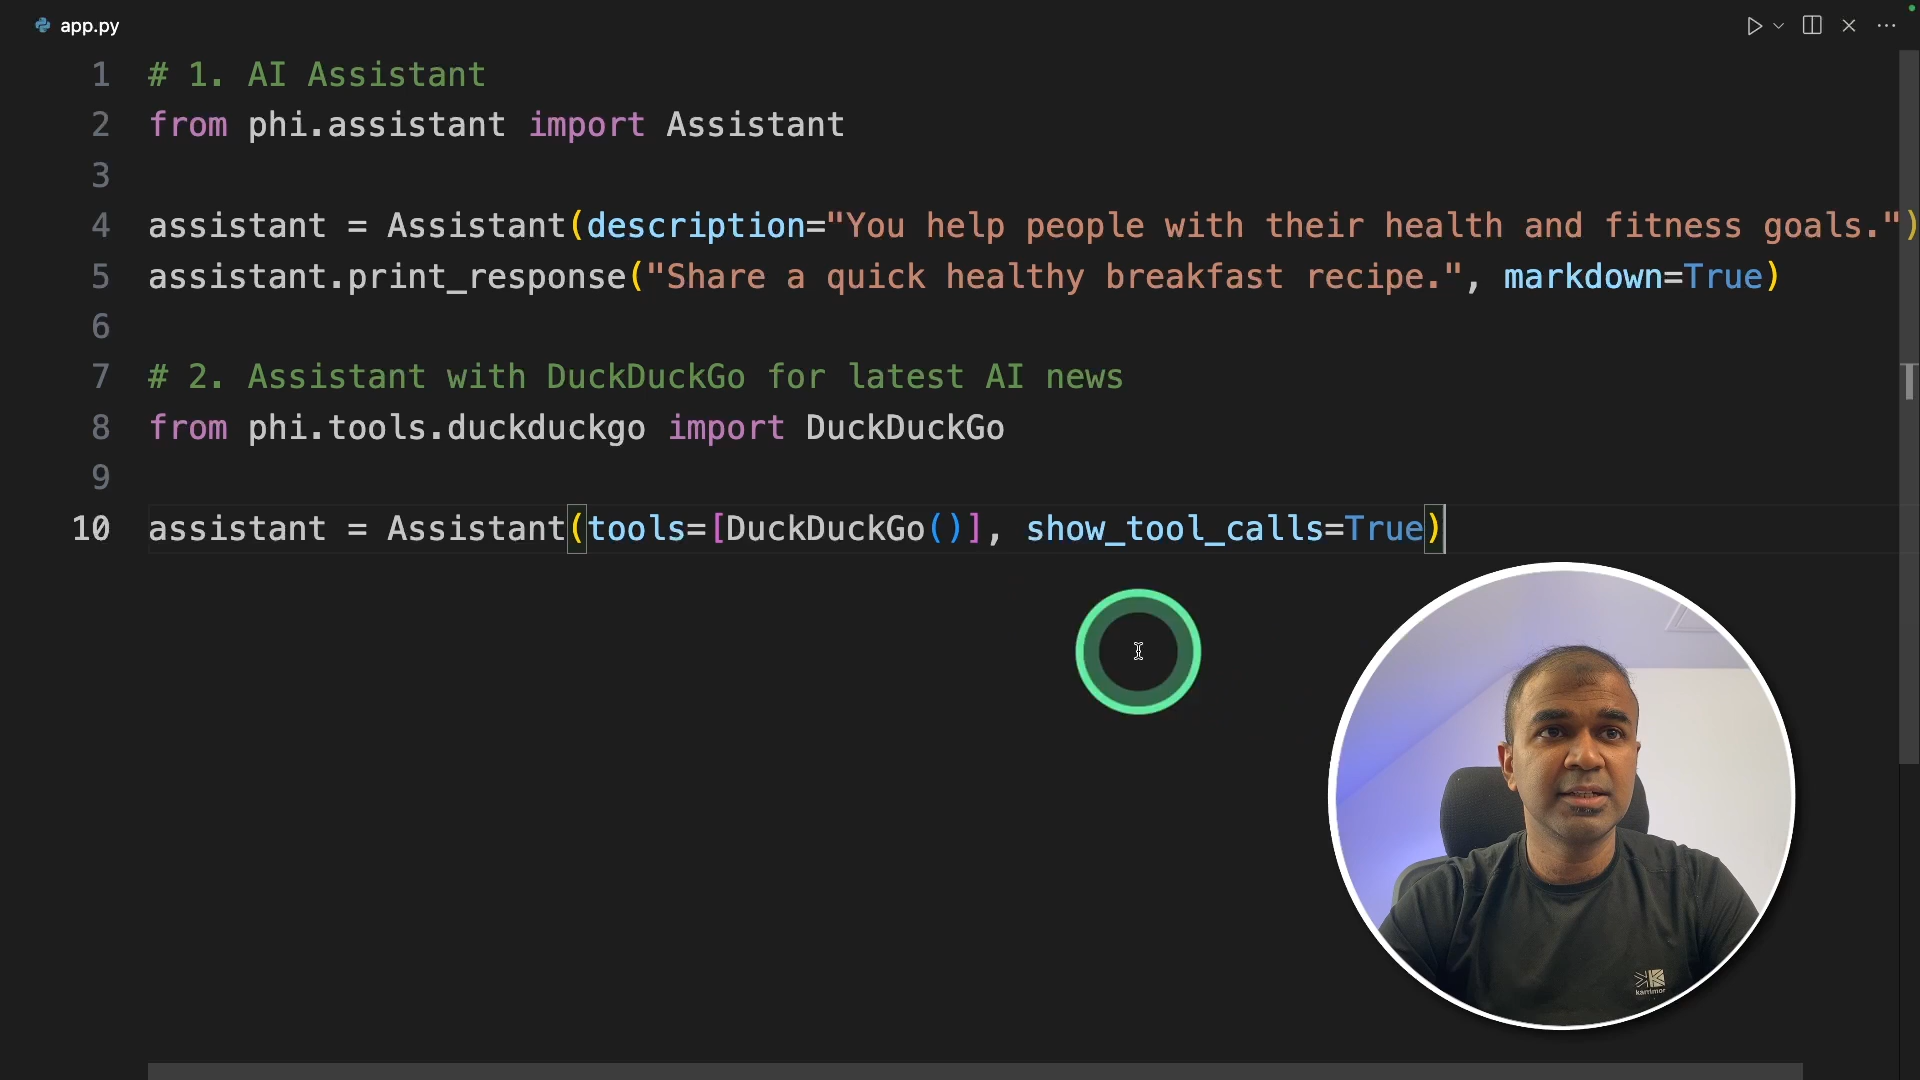 app.py
1 # 1. AI Assistant
2 from phi.assistant import Assistant
3
4 assistant = Assistant(description="You help people with their health and fitness goals.")
5 assistant.print_response("Share a quick healthy breakfast recipe.", markdown=True)
6
7 # 2. Assistant with DuckDuckGo for latest AI news
8 from phi.tools.duckduckgo import DuckDuckGo
9
10 assistant = Assistant(tools=[DuckDuckGo()], show_tool_calls=True)
karrimor